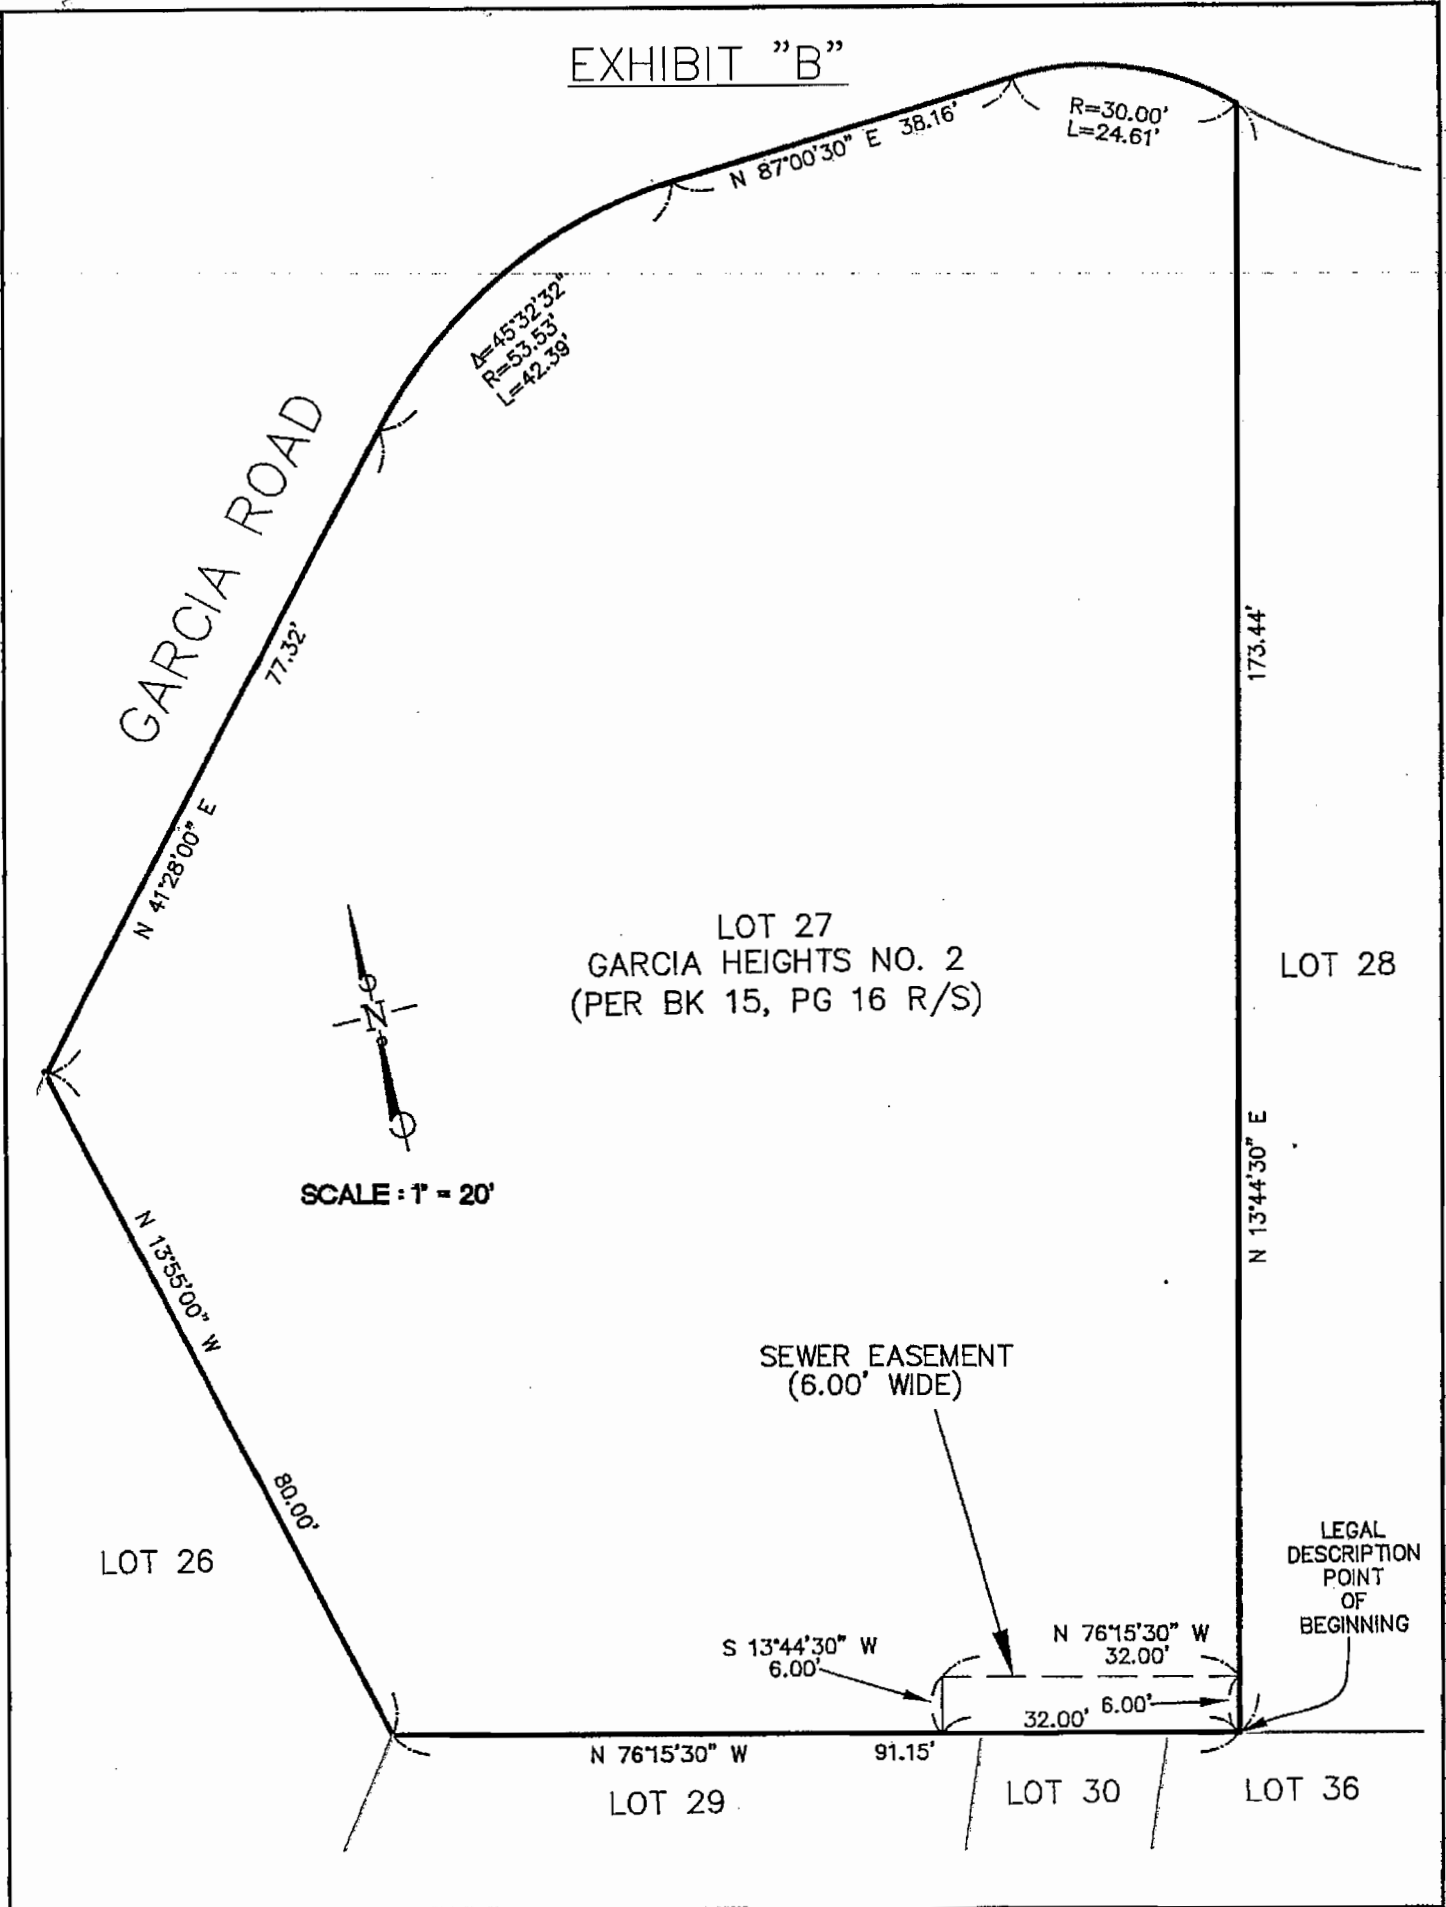 EXHIBIT "B"
R=30.00'
L=24.61'
N 87°00'30" E 38.16'
Δ=45°32'32"
R=53.53'
L=42.39'
GARCIA ROAD
77.32'
N 41°28'00" E
173.44'
N 13°44'30" E
LOT 27
GARCIA HEIGHTS NO. 2
(PER BK 15, PG 16 R/S)
LOT 28
N
SCALE : 1" = 20'
N 13°55'00" W
80.00'
LOT 26
SEWER EASEMENT
(6.00' WIDE)
LEGAL
DESCRIPTION
POINT
OF
BEGINNING
S 13°44'30" W
6.00'
N 76°15'30" W
32.00'
32.00'
6.00'
N 76°15'30" W 91.15'
LOT 29
LOT 30
LOT 36